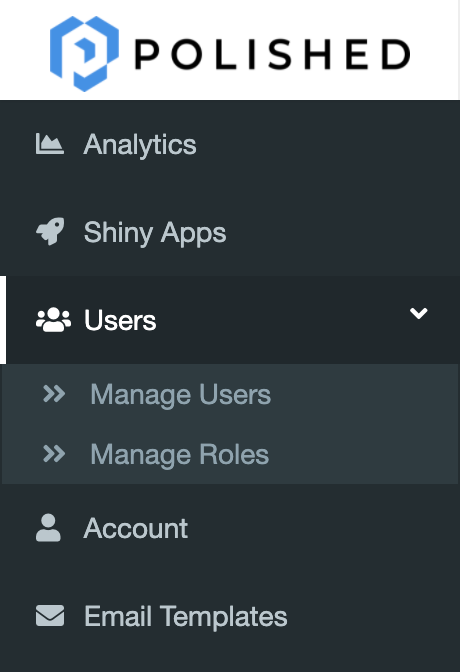 POLISHED
Analytics
Shiny Apps
Users
Manage Users
Manage Roles
Account
Email Templates